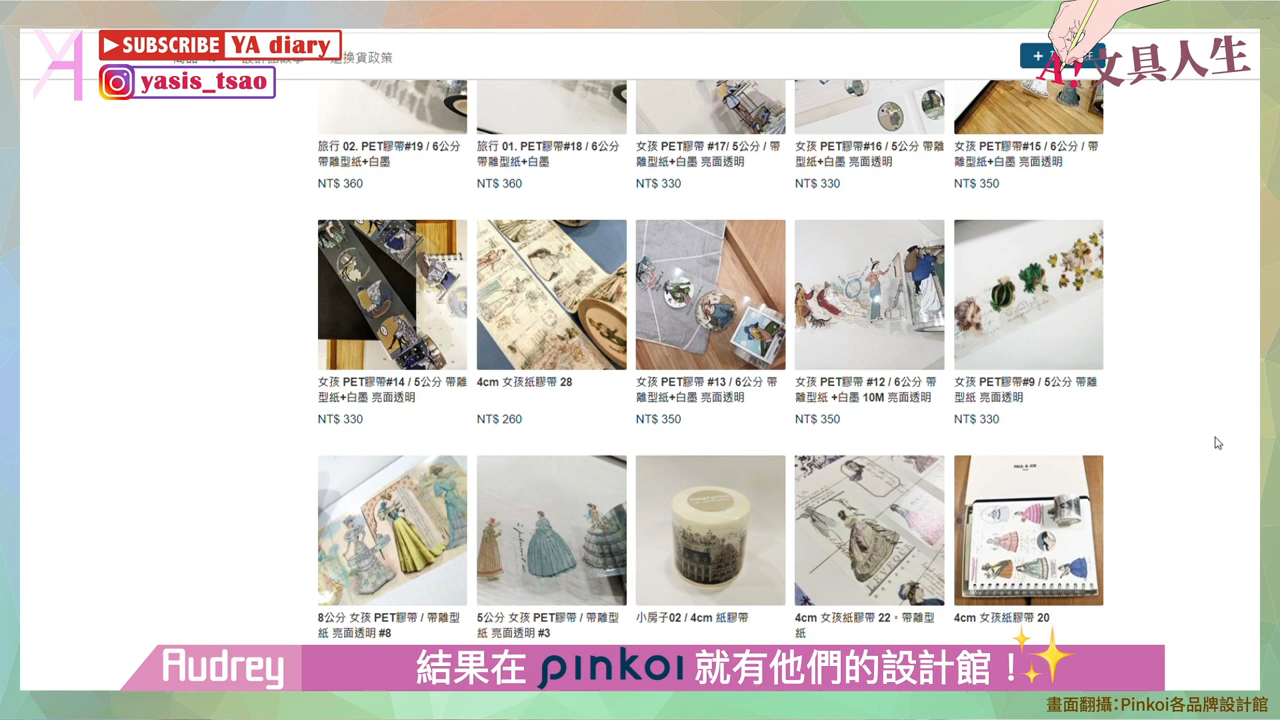 SUBSCRIBE YA diary
yasis_tsao
換貨政策
文具人生
旅行 02. PET膠帶#19 / 6公分
帶離型紙+白墨
NT$ 360
旅行 01. PET膠帶#18 / 6公分
帶離型紙+白墨
NT$ 360
女孩 PET膠帶 #17/ 5公分 / 帶
離型紙+白墨 亮面透明
NT$ 330
女孩 PET膠帶#16 / 5公分 帶離
型紙+白墨 亮面透明
NT$ 330
女孩 PET膠帶#15 / 6公分 / 帶
離型紙+白墨 亮面透明
NT$ 350
女孩 PET膠帶#14 / 5公分 帶離
型紙+白墨 亮面透明
NT$ 330
4cm 女孩紙膠帶 28
NT$ 260
女孩 PET膠帶 #13 / 6公分 帶
離型紙+白墨 亮面透明
NT$ 350
女孩 PET膠帶 #12 / 6公分 帶
離型紙 +白墨 10M 亮面透明
NT$ 350
女孩 PET膠帶#9 / 5公分 帶離
型紙 亮面透明
NT$ 330
PAUL & JOE
8公分 女孩 PET膠帶 / 帶離型
紙 亮面透明 #8
5公分 女孩 PET膠帶 / 帶離型
紙 亮面透明 #3
小房子02 / 4cm 紙膠帶
4cm 女孩紙膠帶 22。帶離型
紙
4cm 女孩紙膠帶 20
Audrey
結果在 pinkoi 就有他們的設計館！
畫面翻攝：Pinkoi各品牌設計館